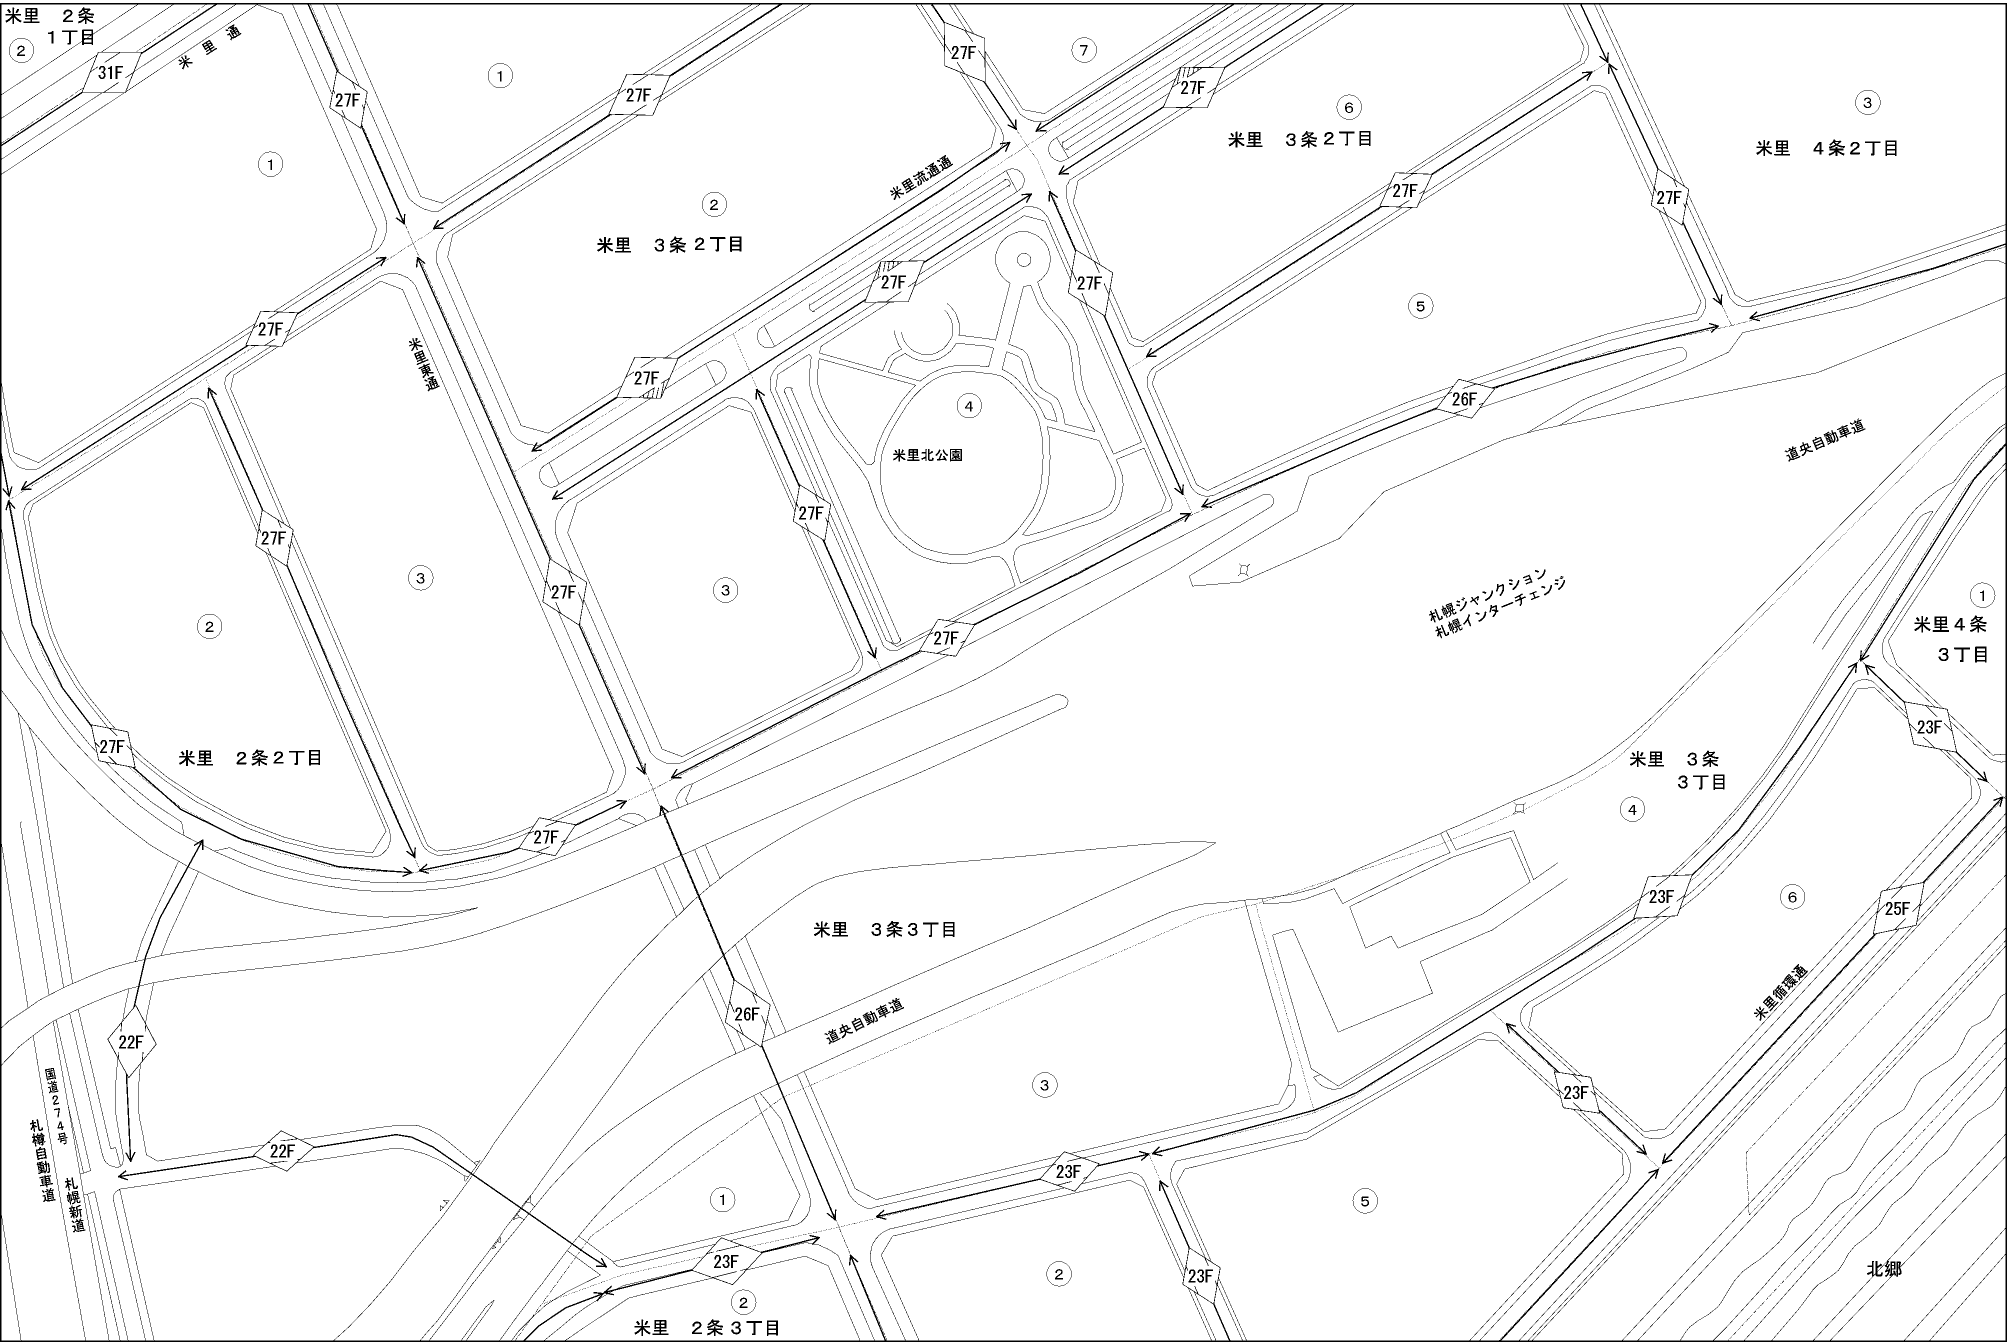 米里　２条
１丁目
②
31F
米里通
27F
①
27F
27F
⑦
27F
⑥
米里　３条２丁目
③
米里　４条２丁目
①
②
米里　３条２丁目
米里流通通
27F
27F
27F
27F
27F
⑤
27F
米里東通
27F
④
26F
米里北公園
道央自動車道
27F
27F
③
27F
③
27F
札幌ジャンクション
札幌インターチェンジ
①
米里４条
３丁目
②
27F
27F
米里　２条２丁目
23F
米里　３条
３丁目
④
27F
23F
⑥
25F
米里　３条３丁目
米里循環通
26F
道央自動車道
22F
国道２７４号
札樽自動車道
札幌新道
③
23F
22F
23F
①
⑤
23F
23F
②
23F
②
北郷
米里　２条３丁目